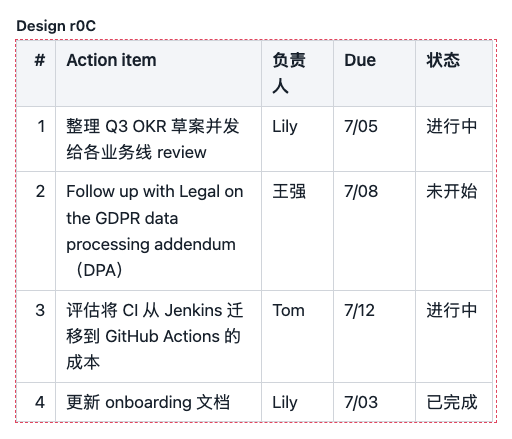 Design r0C
# Action item 负责人 Due 状态
1 整理 Q3 OKR 草案并发给各业务线 review Lily 7/05 进行中
2 Follow up with Legal on the GDPR data processing addendum（DPA） 王强 7/08 未开始
3 评估将 CI 从 Jenkins 迁移到 GitHub Actions 的成本 Tom 7/12 进行中
4 更新 onboarding 文档 Lily 7/03 已完成